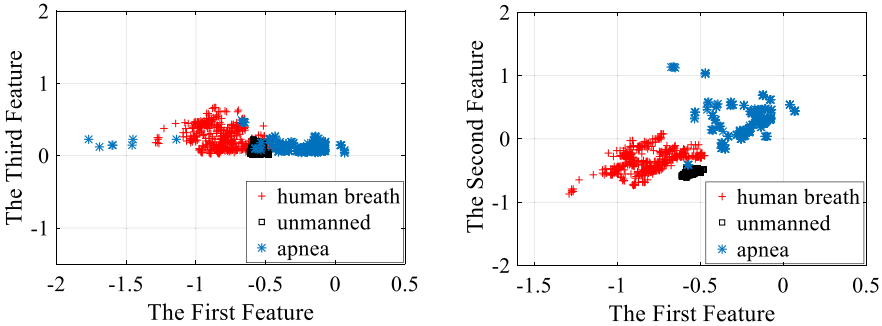 The Third Feature
2
1
0
-1
-2
-1.5
-1
-0.5
0
0.5
The First Feature
human breath
unmanned
apnea
The Second Feature
2
1
0
-1
-2
-1.5
-1
-0.5
0
0.5
The First Feature
human breath
unmanned
apnea